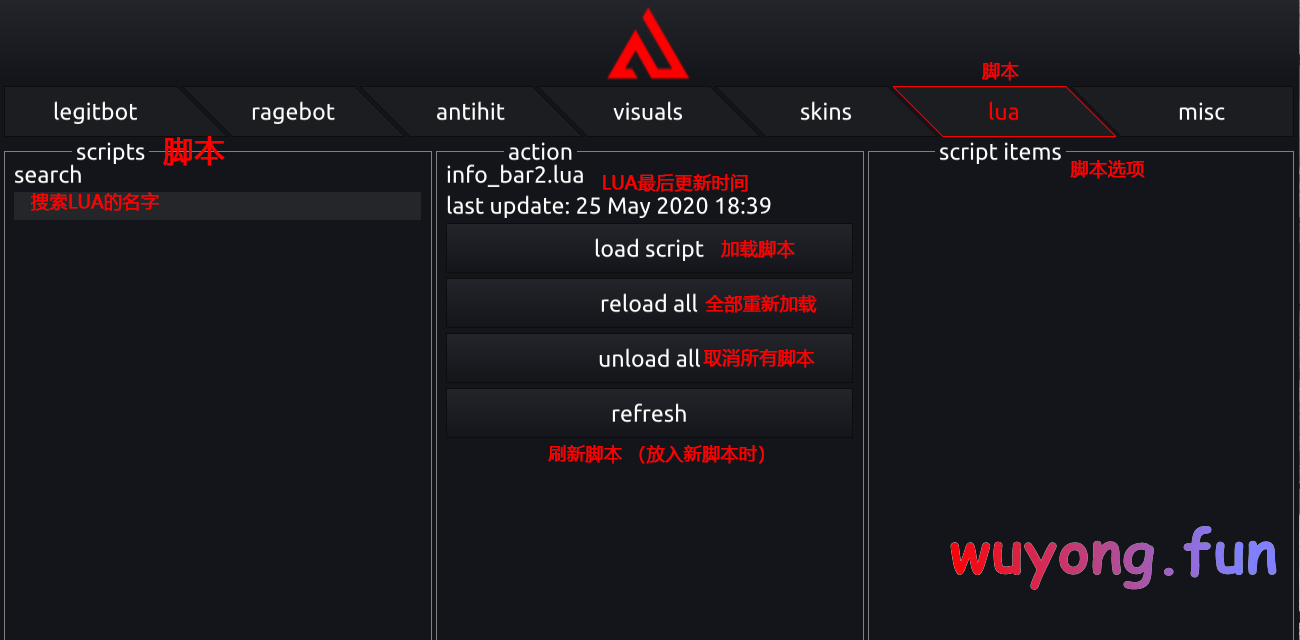 脚本
legitbot ragebot antihit visuals skins lua misc
scripts 脚本
search
搜索LUA的名字
action
info_bar2.lua LUA最后更新时间
last update: 25 May 2020 18:39
load script 加载脚本
reload all 全部重新加载
unload all 取消所有脚本
refresh
刷新脚本 （放入新脚本时）
script items
脚本选项
wuyong.fun